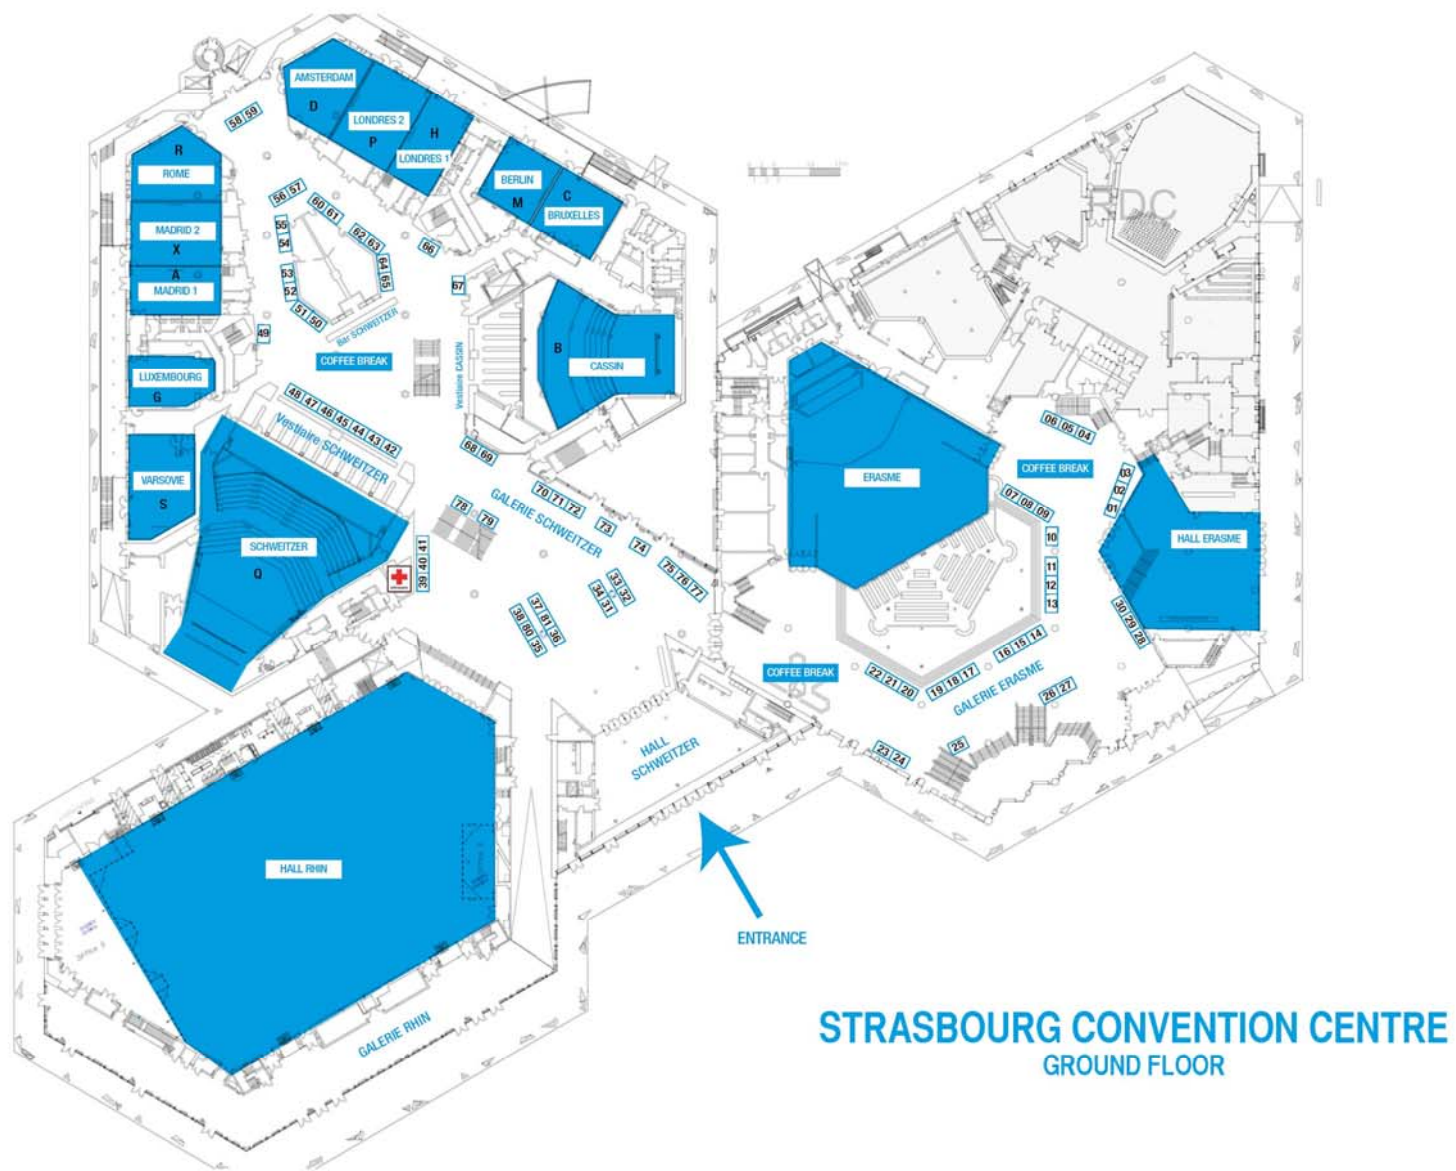 AMSTERDAM
D
LONDRES 2
P
H
LONDRES 1
58 59
R
ROME
MADRID 2
X
A
MADRID 1
BERLIN
M
C
BRUXELLES
56 57
60 61
62 63
64 65
66
67
55
54
53
52
51 50
49
Bar SCHWEITZER
COFFEE BREAK
Vestiaire CASSIN
B
CASSIN
LUXEMBOURG
G
48 47 46 45 44 43 42
Vestiaire SCHWEITZER
68 69
VARSOVIE
S
SCHWEITZER
Q
78 79
GALERIE SCHWEITZER
70 71 72
73
74
75 76 77
39 40 41
33 32
34 31
37 81 36
38 80 35
RDC
ERASME
06 05 04
COFFEE BREAK
03
02
01
07 08 09
10
11
12
13
HALL ERASME
30 29 28
16 15 14
COFFEE BREAK
22 21 20
19 18 17
GALERIE ERASME
26 27
25
23 24
HALL
SCHWEITZER
HALL RHIN
ENTRANCE
GALERIE RHIN
STRASBOURG CONVENTION CENTRE
GROUND FLOOR